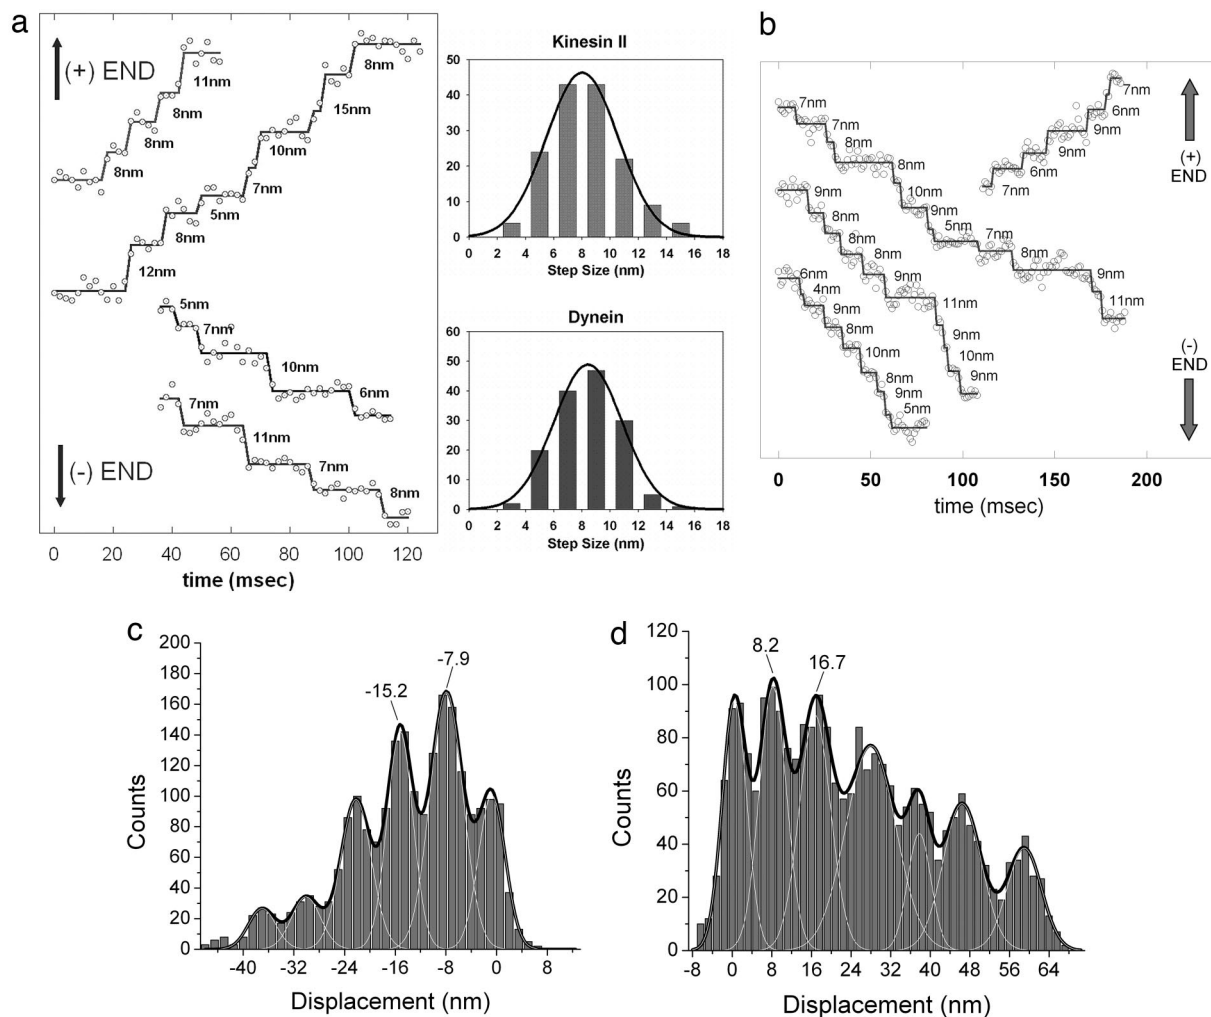 a
(+) END
11nm
8nm
8nm
8nm
8nm
15nm
10nm
7nm
5nm
8nm
12nm
5nm
7nm
10nm
6nm
7nm
11nm
7nm
8nm
(-) END
0 20 40 60 80 100 120
time (msec)
Kinesin II
50
40
30
20
10
0
0 2 4 6 8 10 12 14 16 18
Step Size (nm)
Dynein
60
50
40
30
20
10
0
0 2 4 6 8 10 12 14 16 18
Step Size (nm)
b
7nm
7nm
8nm
8nm
10nm
9nm
5nm
7nm
8nm
9nm
11nm
7nm
6nm
9nm
9nm
6nm
7nm
9nm
8nm
8nm
8nm
9nm
11nm
9nm
10nm
9nm
6nm
4nm
9nm
8nm
10nm
8nm
9nm
5nm
(+)
END
(-)
END
0 50 100 150 200
time (msec)
c
200
180
160
140
120
100
80
60
40
20
0
Counts
-7.9
-15.2
-40 -32 -24 -16 -8 0 8
Displacement (nm)
d
120
100
80
60
40
20
0
Counts
8.2
16.7
-8 0 8 16 24 32 40 48 56 64
Displacement (nm)